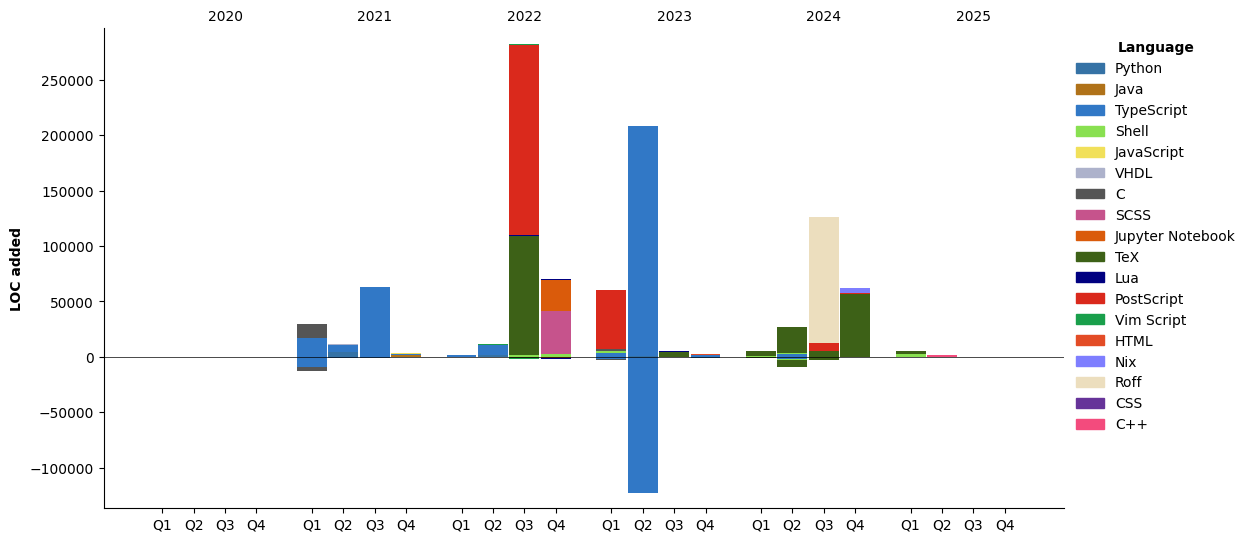 2020 2021 2022 2023 2024 2025
LOC added
250000
200000
150000
100000
50000
0
−50000
−100000
Q1 Q2 Q3 Q4 Q1 Q2 Q3 Q4 Q1 Q2 Q3 Q4 Q1 Q2 Q3 Q4 Q1 Q2 Q3 Q4 Q1 Q2 Q3 Q4
Language
Python
Java
TypeScript
Shell
JavaScript
VHDL
C
SCSS
Jupyter Notebook
TeX
Lua
PostScript
Vim Script
HTML
Nix
Roff
CSS
C++